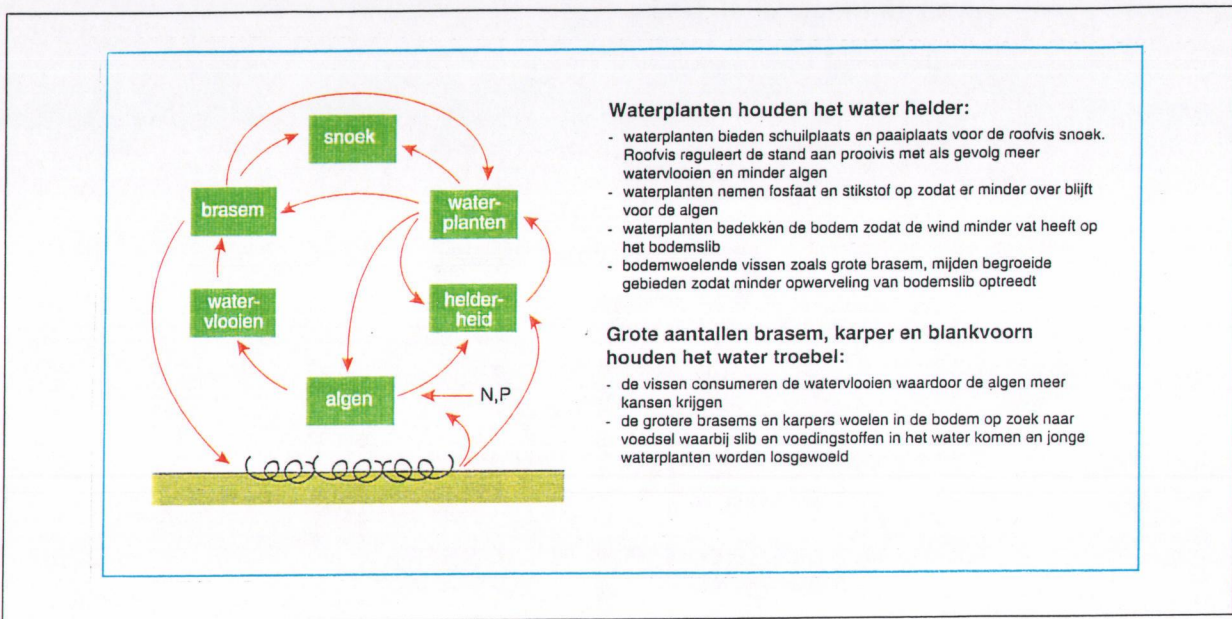 snoek
brasem
water-
planten
water-
vlooien
helder-
heid
algen
N,P
Waterplanten houden het water helder:
- waterplanten bieden schuilplaats en paaiplaats voor de roofvis snoek.
Roofvis reguleert de stand aan prooivis met als gevolg meer
watervlooien en minder algen
- waterplanten nemen fosfaat en stikstof op zodat er minder over blijft
voor de algen
- waterplanten bedekken de bodem zodat de wind minder vat heeft op
het bodemslib
- bodemwoelende vissen zoals grote brasem, mijden begroeide
gebieden zodat minder opwerveling van bodemslib optreedt
Grote aantallen brasem, karper en blankvoorn
houden het water troebel:
- de vissen consumeren de watervlooien waardoor de algen meer
kansen krijgen
- de grotere brasems en karpers woelen in de bodem op zoek naar
voedsel waarbij slib en voedingstoffen in het water komen en jonge
waterplanten worden losgewoeld